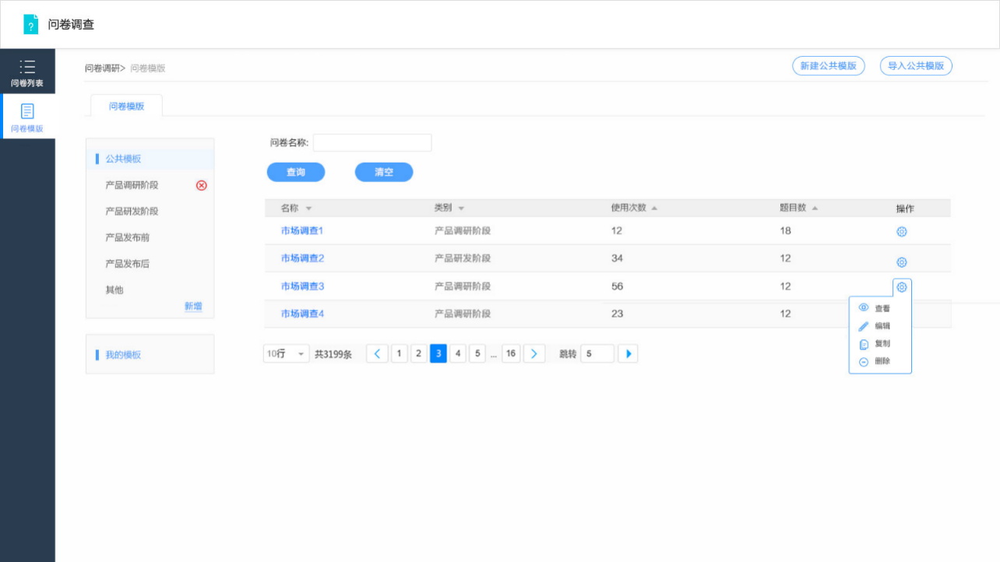 问卷调查
问卷列表
问卷模版
问卷调研> 问卷模版
新建公共模版
导入公共模版
问卷模版
公共模板
产品调研阶段
产品研发阶段
产品发布前
产品发布后
其他
新增
我的模板
问卷名称:
查询 清空
名称 类别 使用次数 题目数 操作
市场调查1 产品调研阶段 12 18
市场调查2 产品研发阶段 34 12
市场调查3 产品调研阶段 56 12
市场调查4 产品调研阶段 23 12
查看
编辑
复制
删除
10行 共3199条 1 2 3 4 5 ... 16 跳转 5